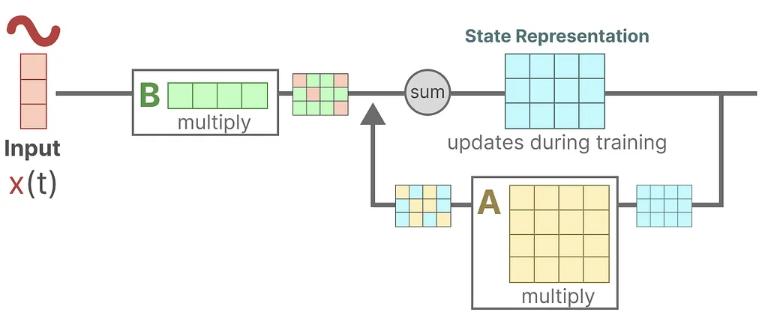 State Representation
B
multiply
sum
updates during training
Input
x(t)
A
multiply